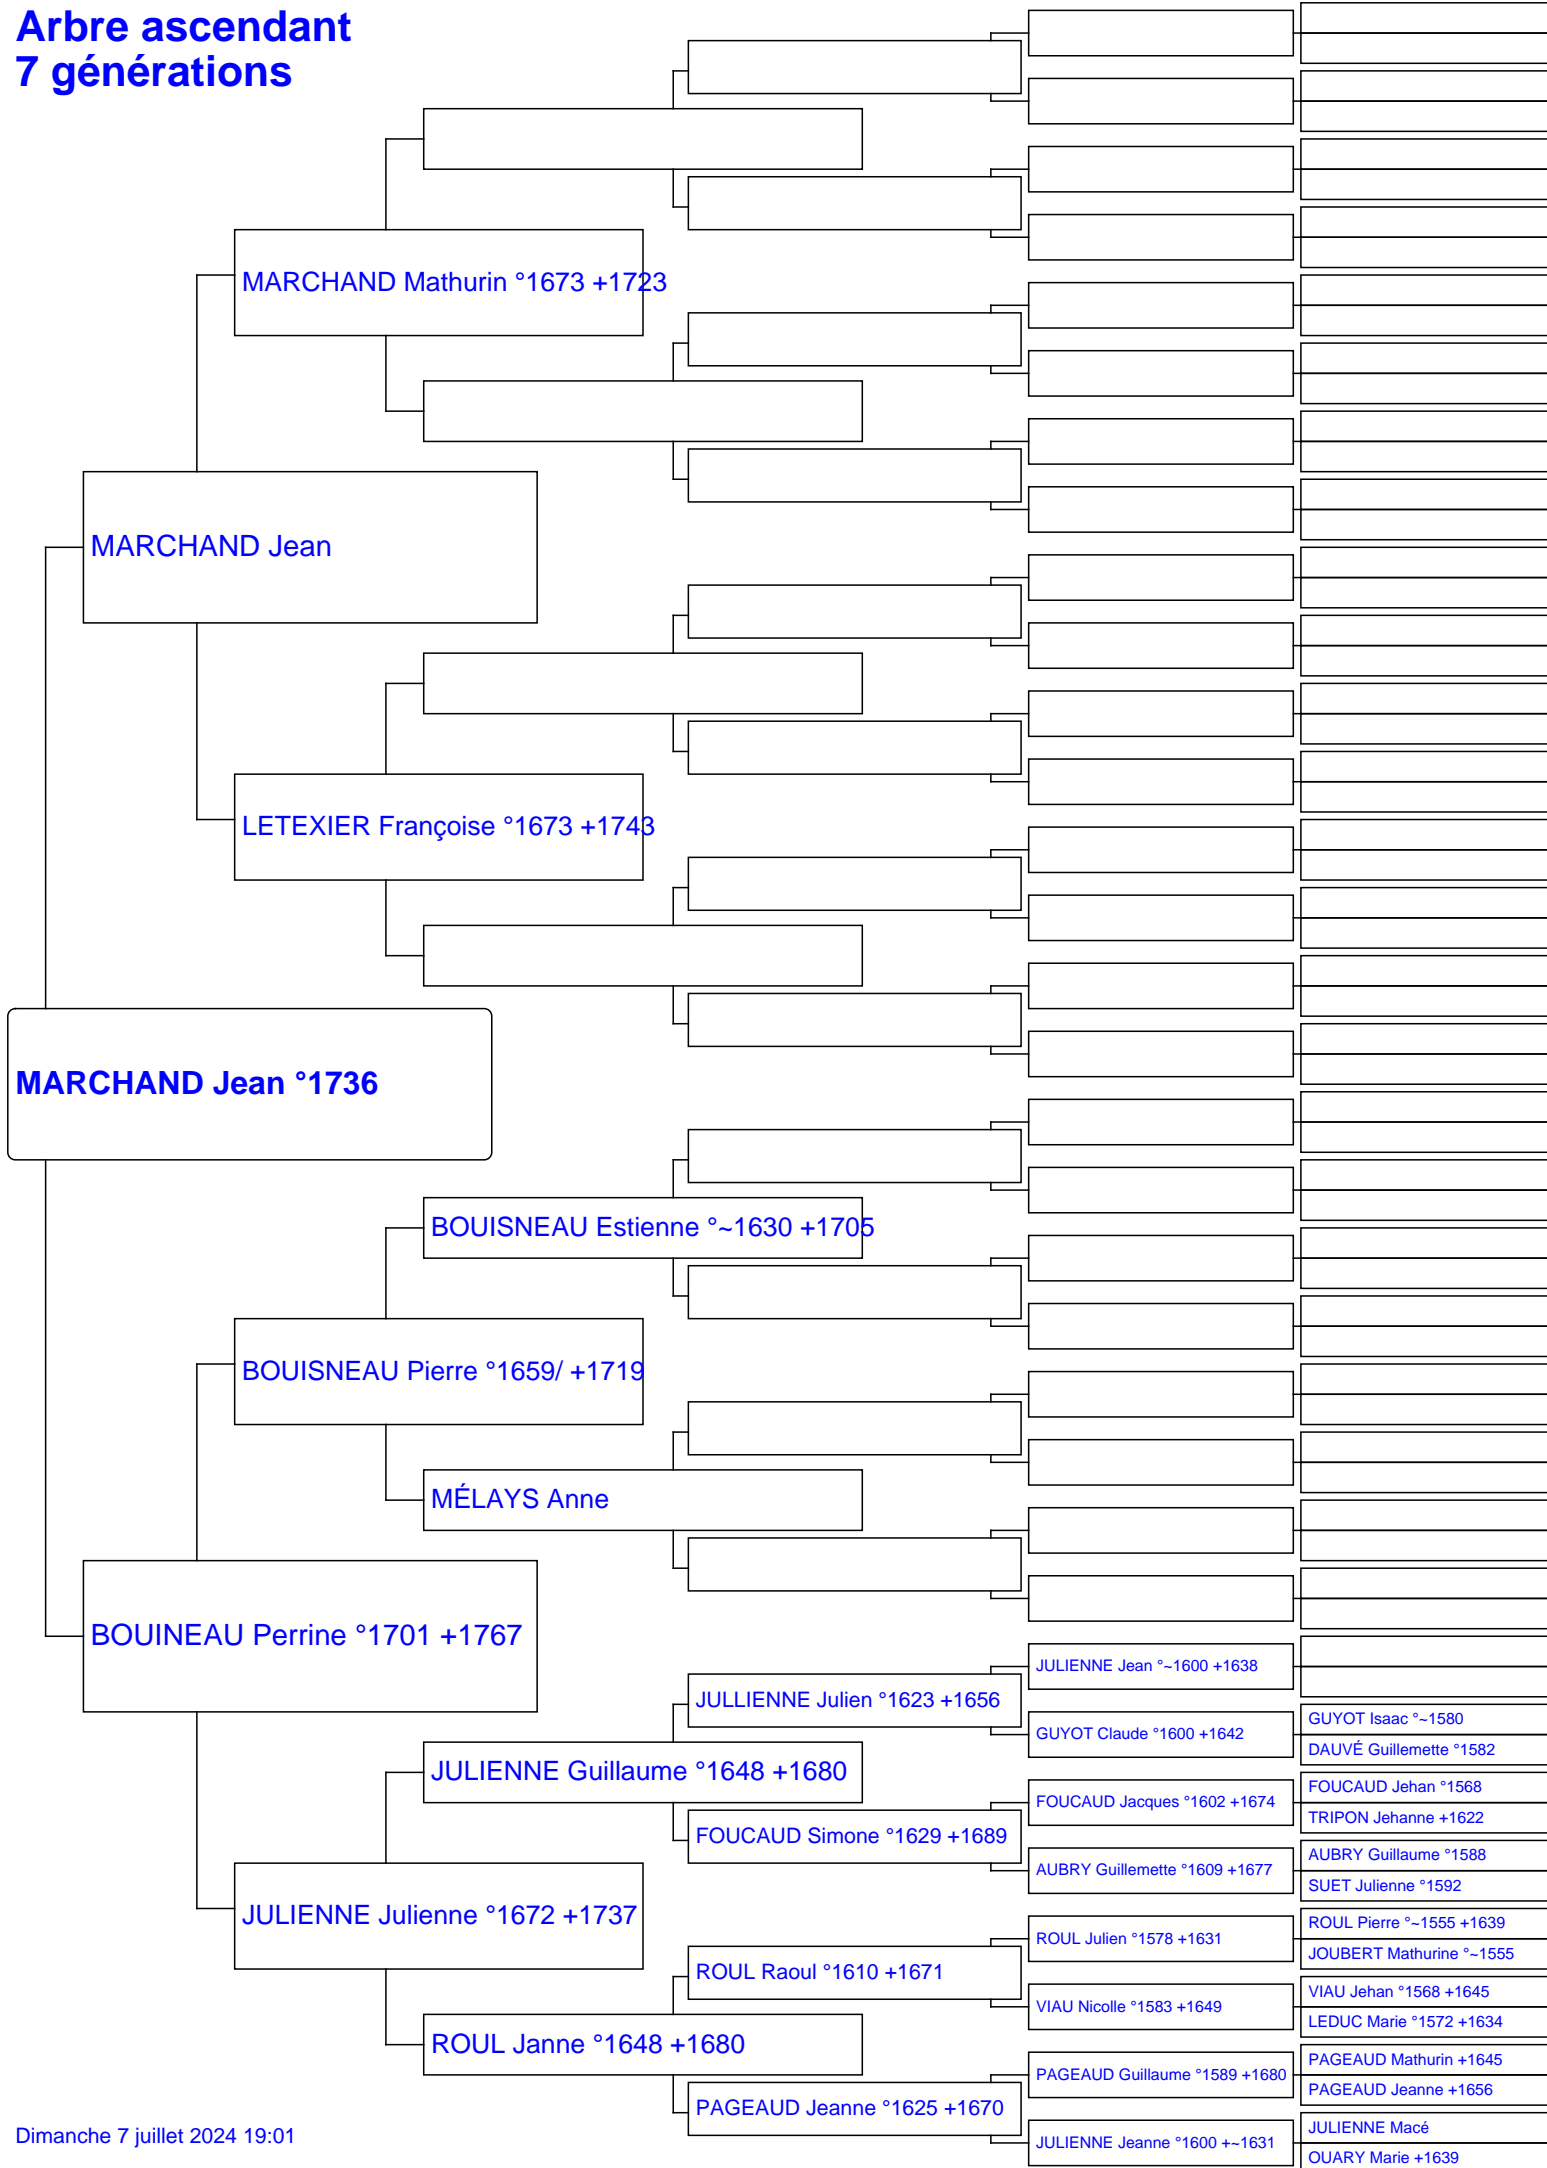 Arbre ascendant
7 générations
MARCHAND Mathurin °1673 +1723
MARCHAND Jean
LETEXIER Françoise °1673 +1743
MARCHAND Jean °1736
BOUISNEAU Estienne °~1630 +1705
BOUISNEAU Pierre °1659/ +1719
MÉLAYS Anne
BOUINEAU Perrine °1701 +1767
JULIENNE Jean °~1600 +1638
JULLIENNE Julien °1623 +1656
GUYOT Claude °1600 +1642
GUYOT Isaac °~1580
DAUVÉ Guillemette °1582
JULIENNE Guillaume °1648 +1680
FOUCAUD Jacques °1602 +1674
FOUCAUD Jehan °1568
TRIPON Jehanne +1622
FOUCAUD Simone °1629 +1689
AUBRY Guillemette °1609 +1677
AUBRY Guillaume °1588
SUET Julienne °1592
JULIENNE Julienne °1672 +1737
ROUL Julien °1578 +1631
ROUL Pierre °~1555 +1639
JOUBERT Mathurine °~1555
ROUL Raoul °1610 +1671
VIAU Nicolle °1583 +1649
VIAU Jehan °1568 +1645
LEDUC Marie °1572 +1634
ROUL Janne °1648 +1680
PAGEAUD Guillaume °1589 +1680
PAGEAUD Mathurin +1645
PAGEAUD Jeanne +1656
PAGEAUD Jeanne °1625 +1670
JULIENNE Jeanne °1600 +~1631
JULIENNE Macé
OUARY Marie +1639
Dimanche 7 juillet 2024 19:01